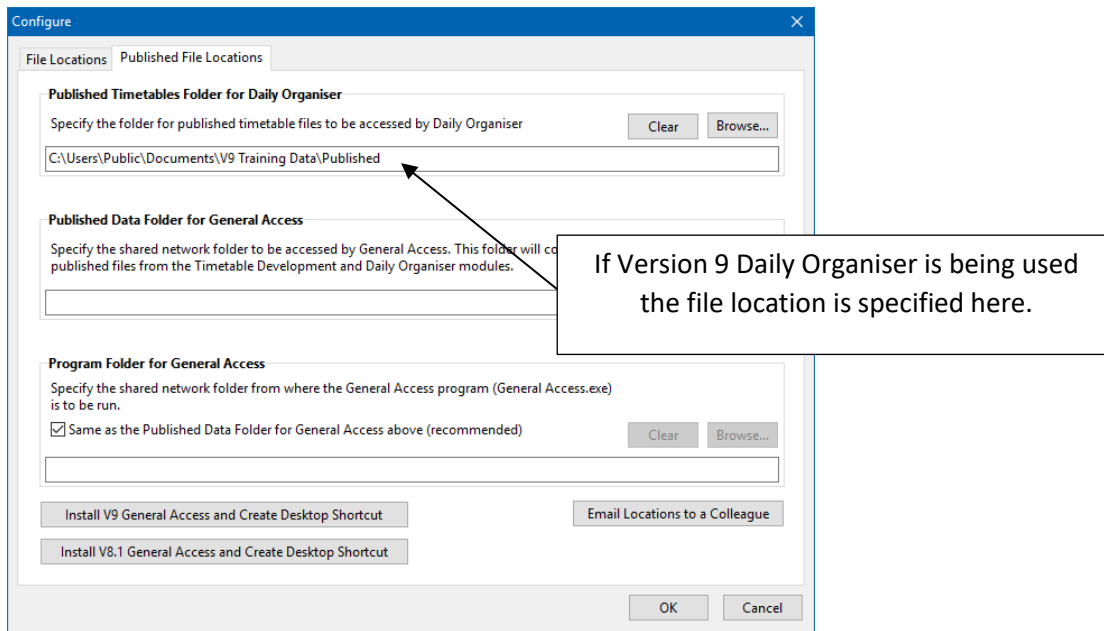 Configure
File Locations Published File Locations
Published Timetables Folder for Daily Organiser
Specify the folder for published timetable files to be accessed by Daily Organiser
Clear Browse...
C:\Users\Public\Documents\V9 Training Data\Published
Published Data Folder for General Access
Specify the shared network folder to be accessed by General Access. This folder will
published files from the Timetable Development and Daily Organiser modules.
If Version 9 Daily Organiser is being used
the file location is specified here.
Program Folder for General Access
Specify the shared network folder from where the General Access program (General Access.exe)
is to be run.
Same as the Published Data Folder for General Access above (recommended)
Clear Browse...
Install V9 General Access and Create Desktop Shortcut
Email Locations to a Colleague
Install V8.1 General Access and Create Desktop Shortcut
OK Cancel